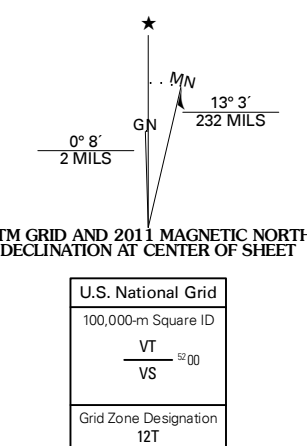 ★
MN
GN
13° 3´
232 MILS
0° 8´
2 MILS
TM GRID AND 2011 MAGNETIC NORTH
DECLINATION AT CENTER OF SHEET
U.S. National Grid
100,000-m Square ID
VT
5200
VS
Grid Zone Designation
12T